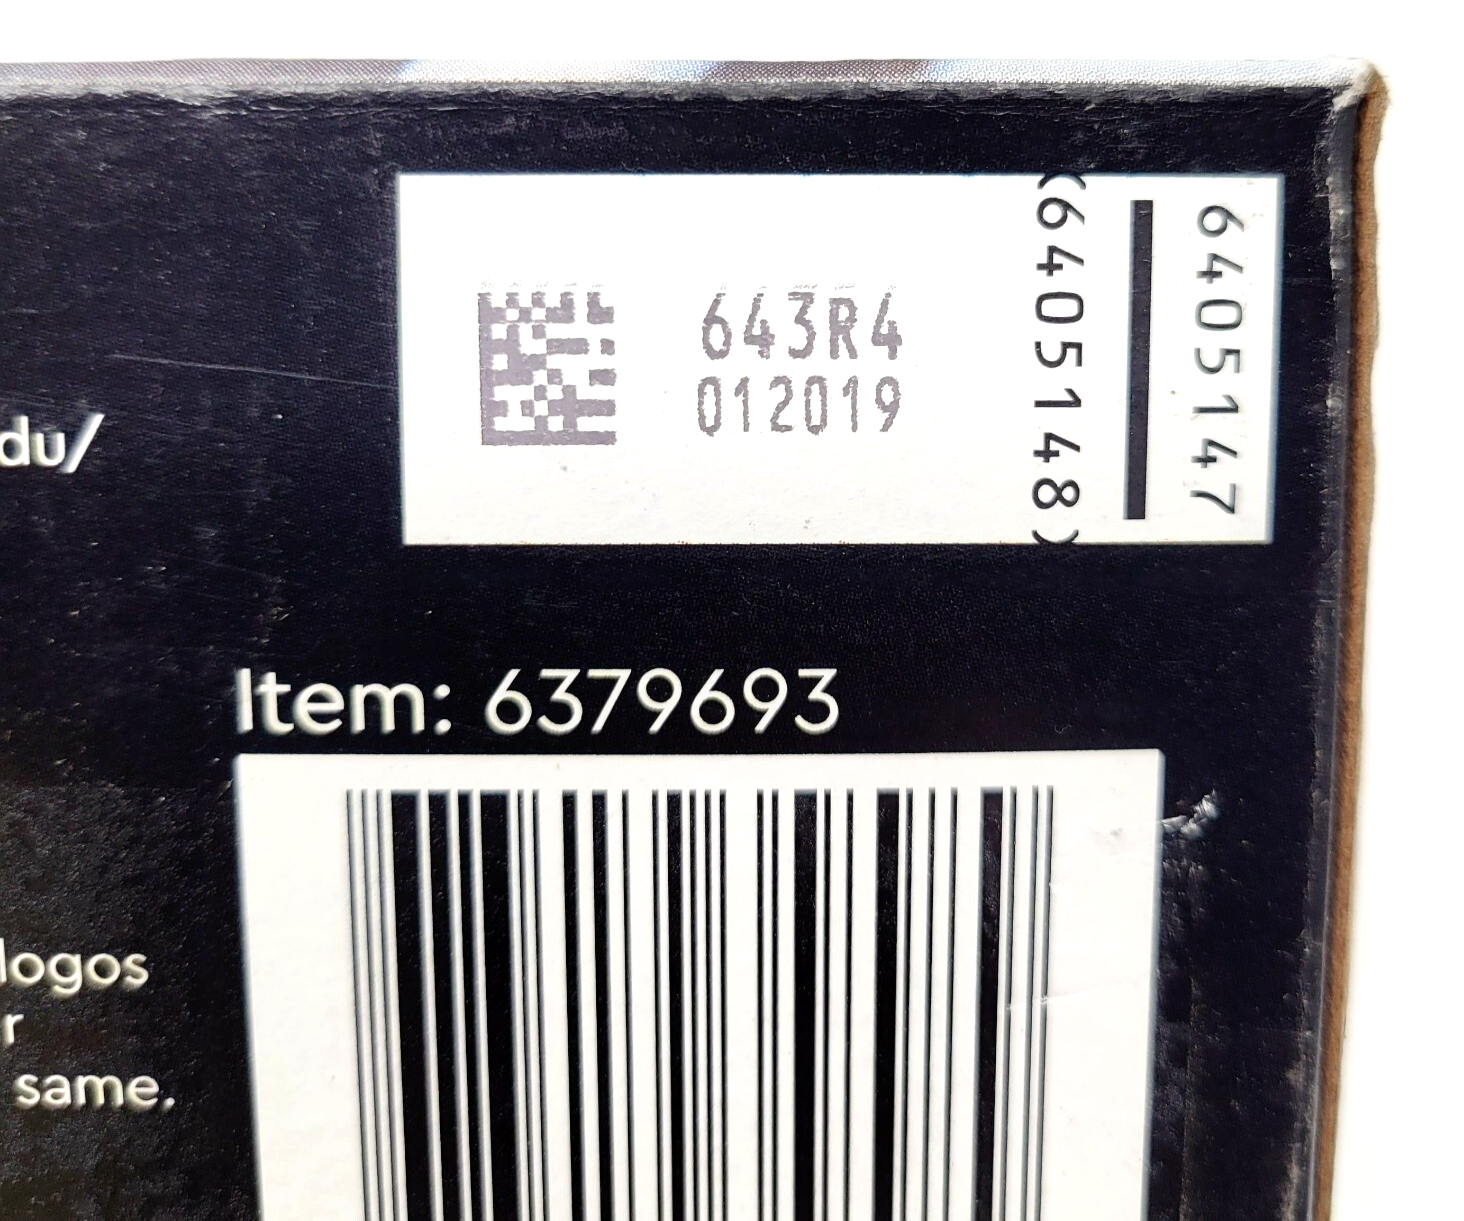 643R4
012019
(6405148)
6405147
du/
Item: 6379693
logos
r
same.